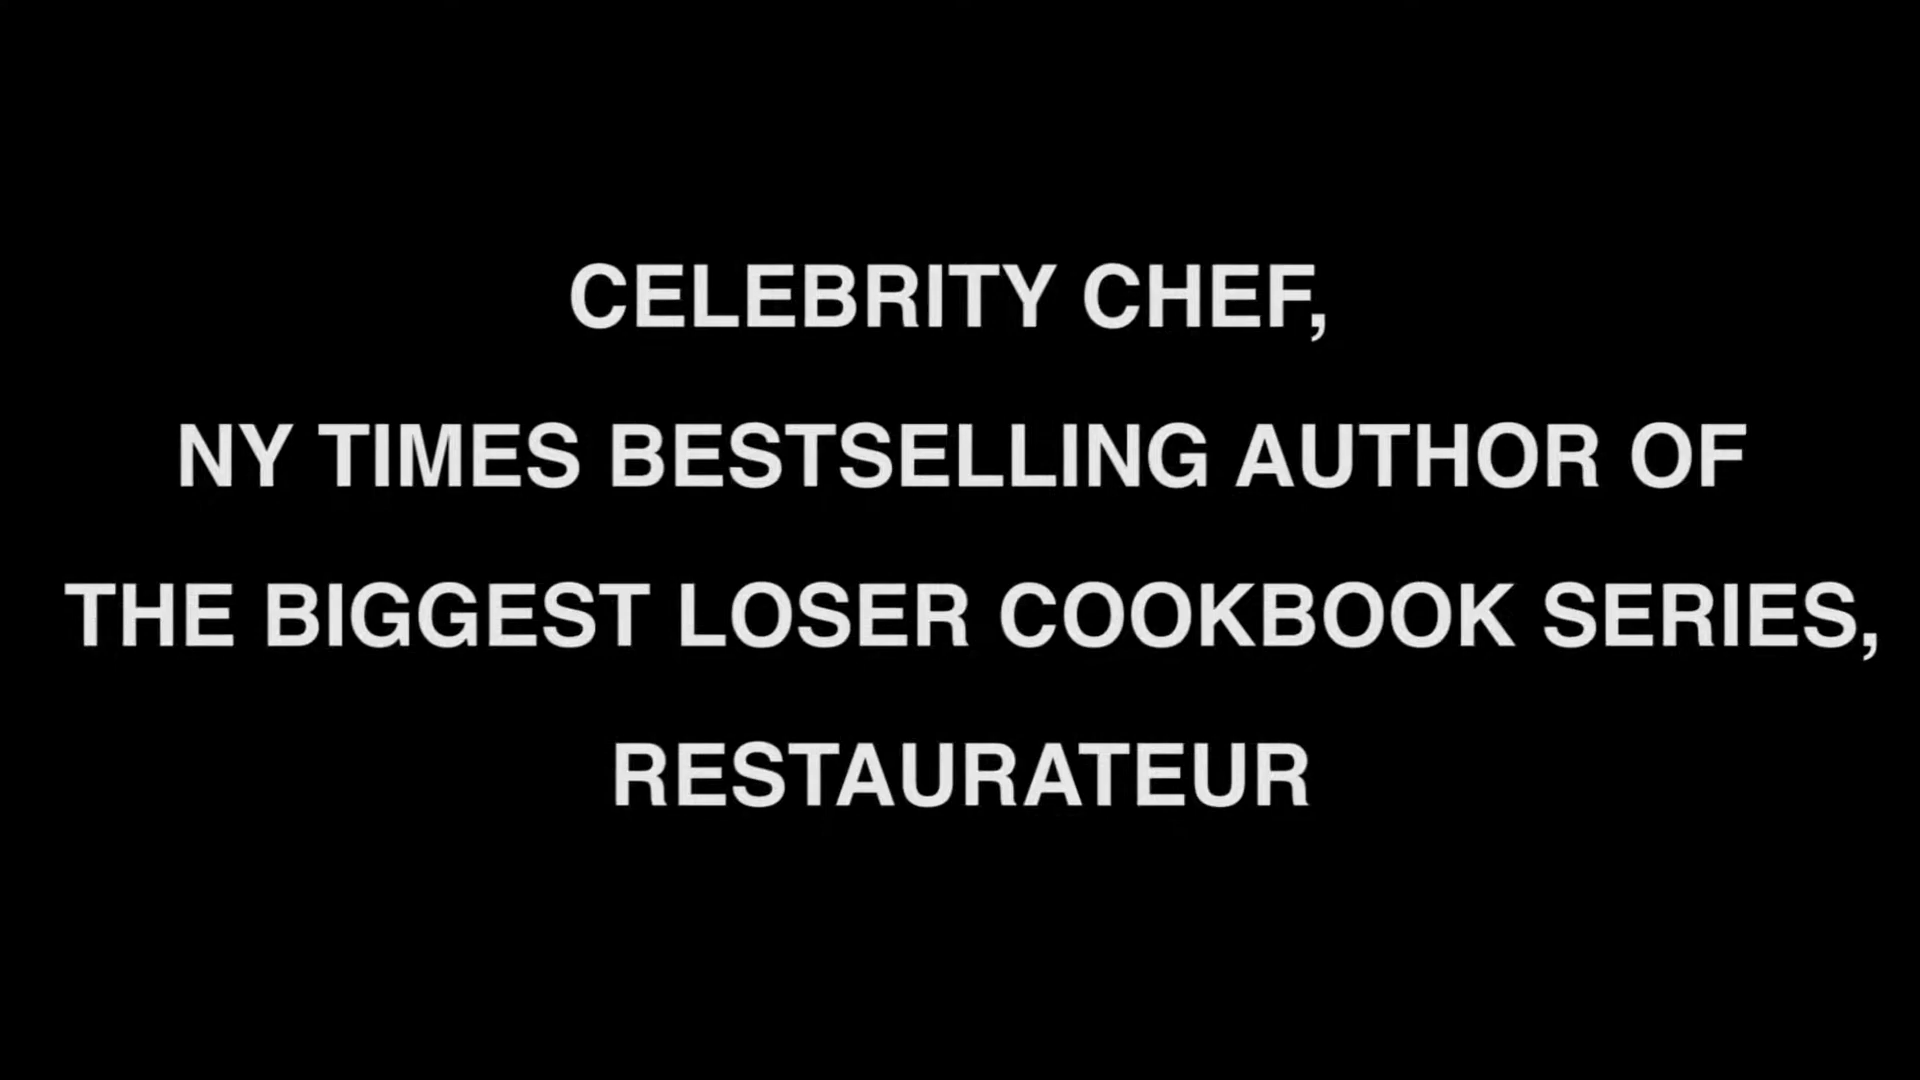 CELEBRITY CHEF,
NY TIMES BESTSELLING AUTHOR OF
THE BIGGEST LOSER COOKBOOK SERIES,
RESTAURATEUR